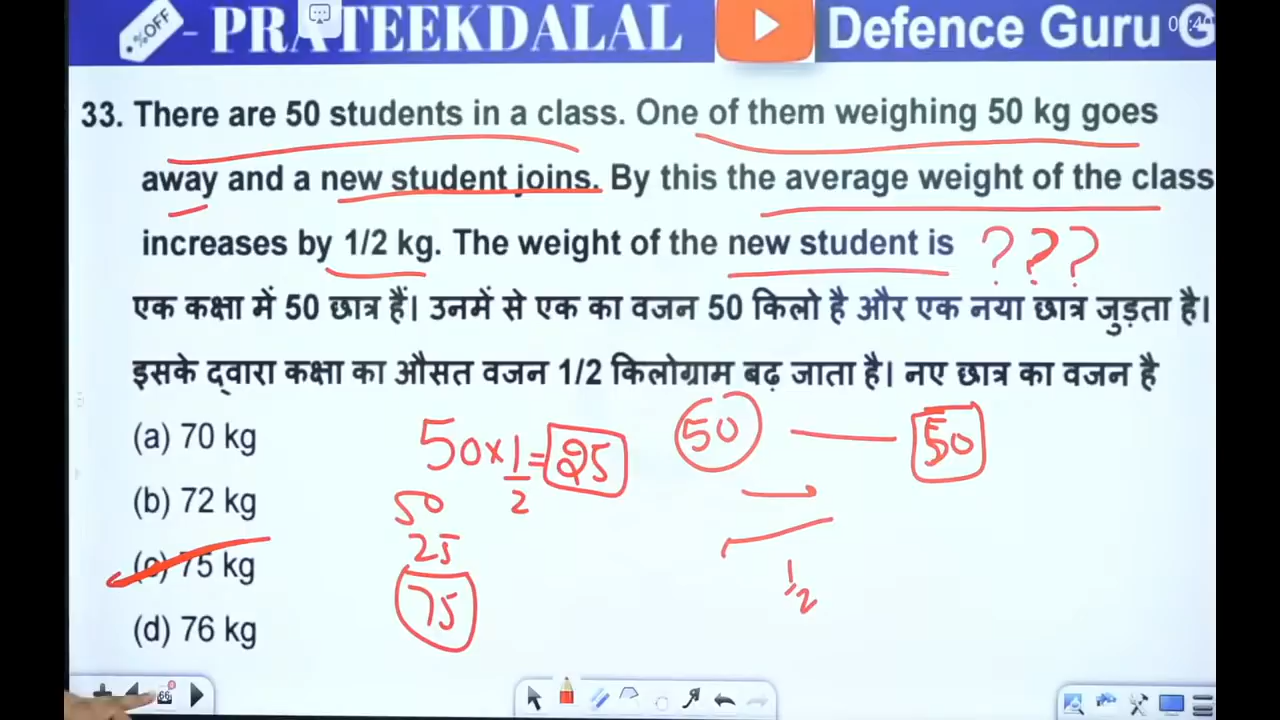 %OFF - PRATEEKDALAL Defence Guru G
33. There are 50 students in a class. One of them weighing 50 kg goes
away and a new student joins. By this the average weight of the class
increases by 1/2 kg. The weight of the new student is ???
एक कक्षा में 50 छात्र हैं। उनमें से एक का वजन 50 किलो है और एक नया छात्र जुड़ता है।
इसके द्वारा कक्षा का औसत वजन 1/2 किलोग्राम बढ़ जाता है। नए छात्र का वजन है
(a) 70 kg
(b) 72 kg
(c) 75 kg
(d) 76 kg
50 × 1/2 = 25
50
25
75
50 — 50
1/2
66